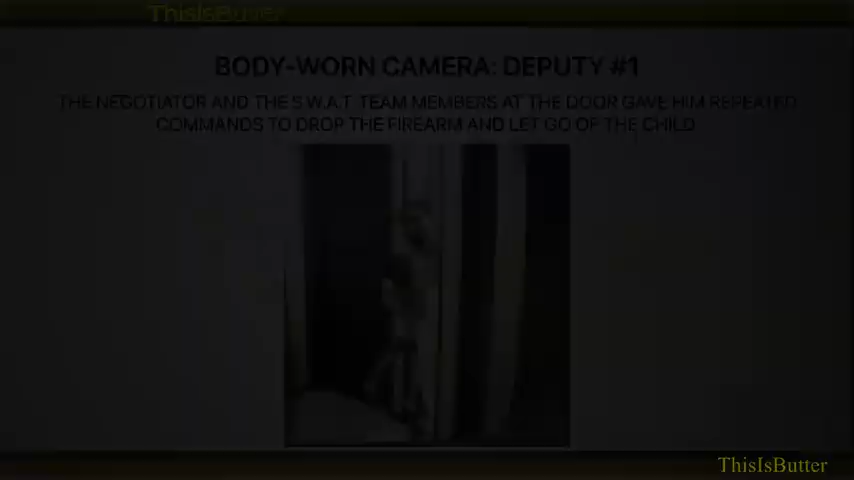 ThisIsButter
BODY-WORN CAMERA: DEPUTY #1
THE NEGOTIATOR AND THE S.W.A.T. TEAM MEMBERS AT THE DOOR GAVE HIM REPEATED
COMMANDS TO DROP THE FIREARM AND LET GO OF THE CHILD
ThisIsButter